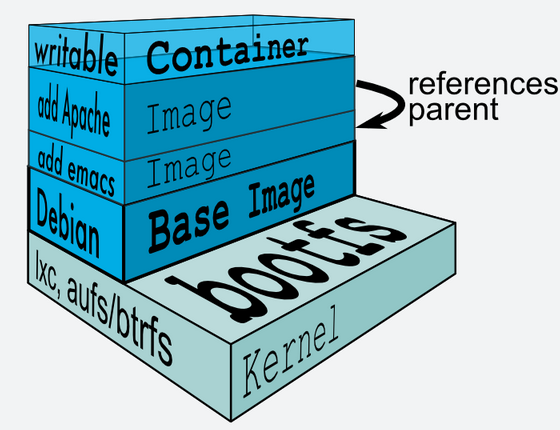 writable
Container
add Apache
Image
references
parent
add emacs
Image
Debian
Base Image
bootfs
lxc, aufs/btrfs
Kernel